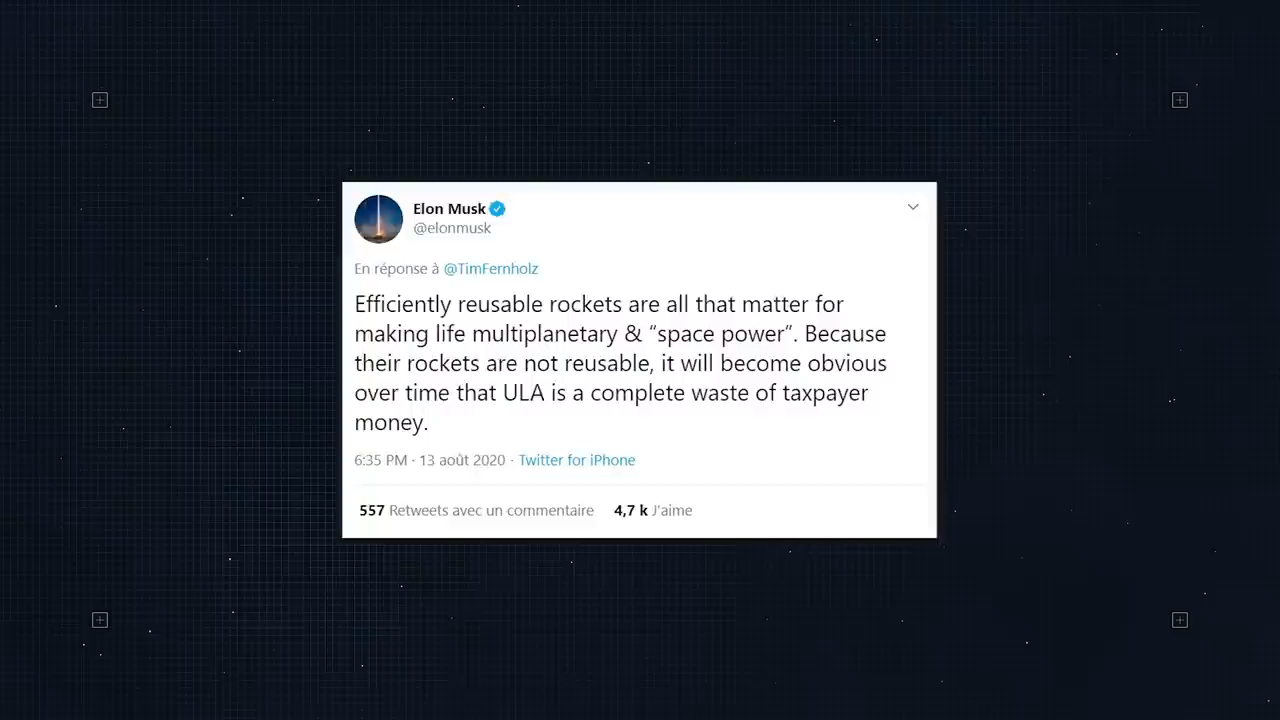 Elon Musk
@elonmusk
En réponse à @TimFernholz
Efficiently reusable rockets are all that matter for
making life multiplanetary & “space power”. Because
their rockets are not reusable, it will become obvious
over time that ULA is a complete waste of taxpayer
money.
6:35 PM · 13 août 2020 · Twitter for iPhone
557 Retweets avec un commentaire 4,7 k J'aime